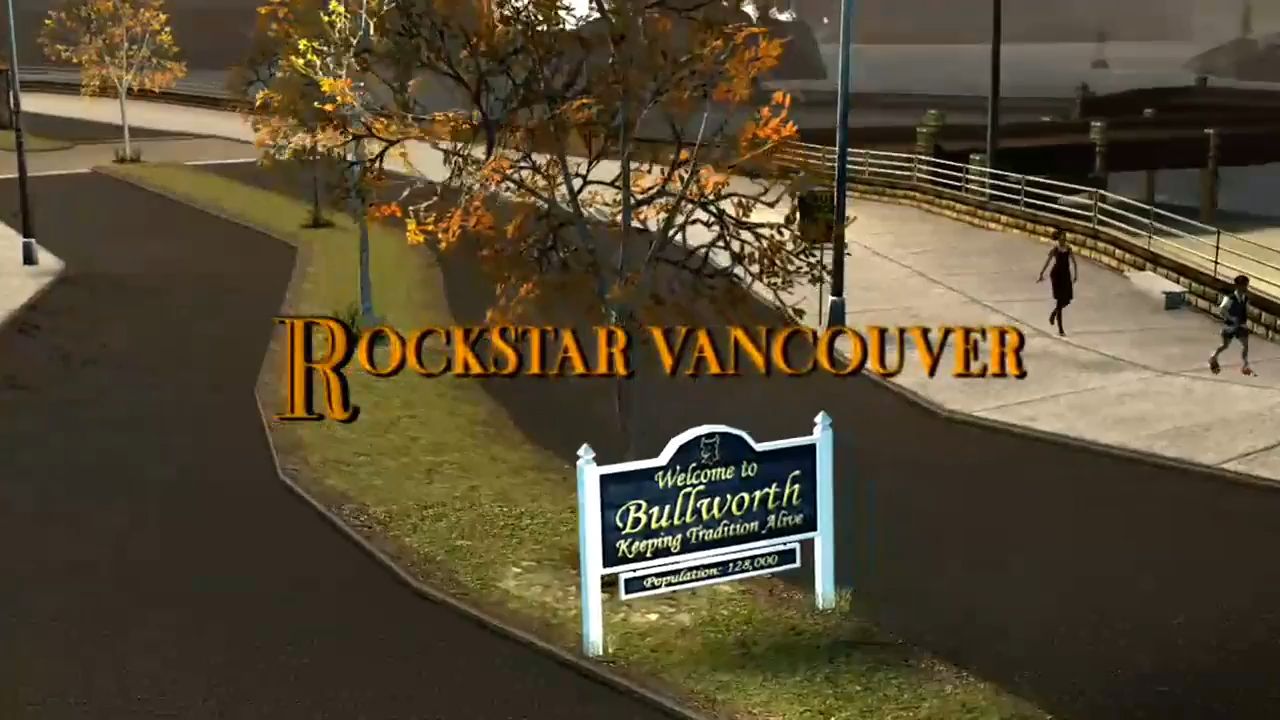 ROCKSTAR VANCOUVER
Welcome to
Bullworth
Keeping Tradition Alive
Population: 128,000